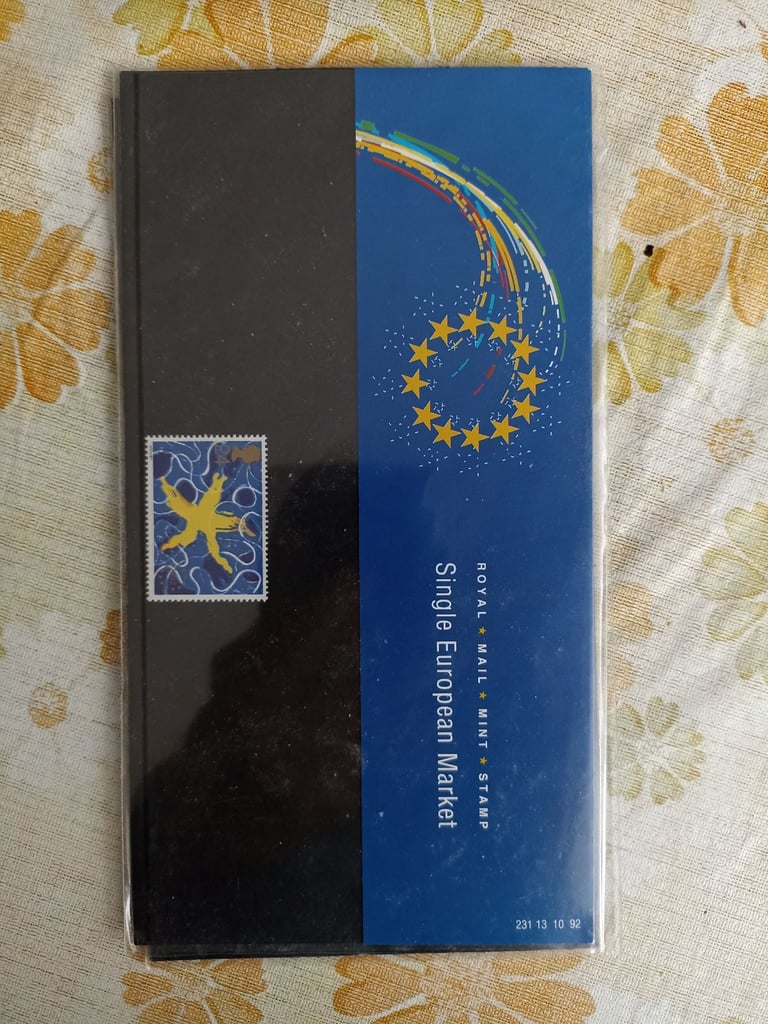 ROYAL ★ MAIL ★ MINT ★ STAMP
Single European Market
231 13 10 92